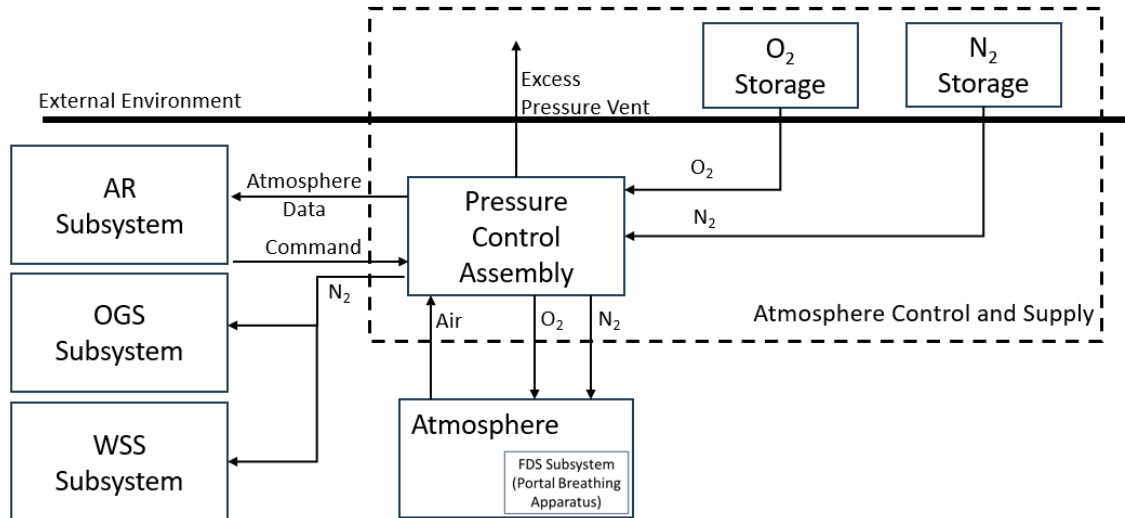 O₂
Storage
N₂
Storage
Excess
Pressure Vent
External Environment
AR
Subsystem
Atmosphere
Data
Command
Pressure
Control
Assembly
O₂
N₂
OGS
Subsystem
N₂
Air
O₂
N₂
Atmosphere Control and Supply
WSS
Subsystem
Atmosphere
FDS Subsystem
(Portal Breathing
Apparatus)